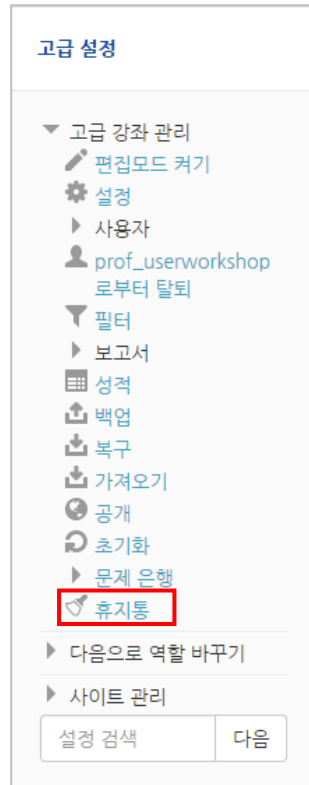 고급 설정
고급 강좌 관리
편집모드 켜기
설정
사용자
prof_userworkshop
로부터 탈퇴
필터
보고서
성적
백업
복구
가져오기
공개
초기화
문제 은행
휴지통
다음으로 역할 바꾸기
사이트 관리
설정 검색 다음